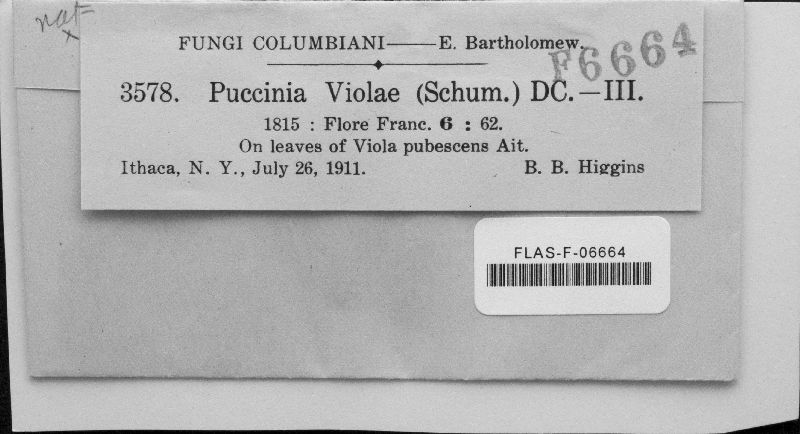 FUNGI COLUMBIANI——E. Bartholomew.
F6664
3578. Puccinia Violae (Schum.) DC.—III.
1815 : Flore Franc. 6 : 62.
On leaves of Viola pubescens Ait.
Ithaca, N. Y., July 26, 1911. B. B. Higgins
FLAS-F-06664